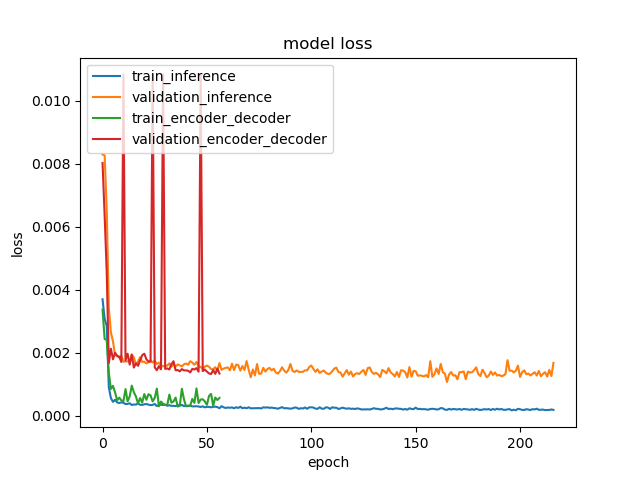 model loss
train_inference
validation_inference
train_encoder_decoder
validation_encoder_decoder
0.010
0.008
0.006
0.004
0.002
0.000
loss
0
50
100
150
200
epoch